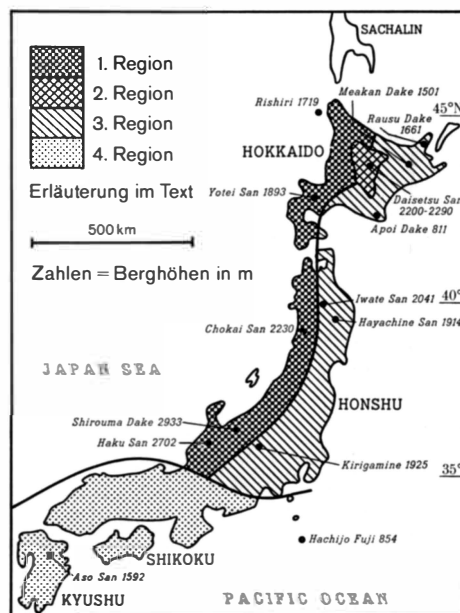 SACHALIN
1. Region
2. Region
3. Region
4. Region
Erläuterung im Text
500 km
Zahlen = Berghöhen in m
Meakan Dake 1501
45°N
Rishiri 1719
Rausu Dake
1661
HOKKAIDO
Yotei San 1893
Daisetsu San
2200-2290
Apoi Dake 811
40°
Iwate San 2041
Chokai San 2230
Hayachine San 1914
JAPAN SEA
HONSHU
Shirouma Dake 2933
Haku San 2702
Kirigamine 1925
35°
SHIKOKU
Hachijo Fuji 854
Aso San 1592
KYUSHU
PACIFIC OCEAN